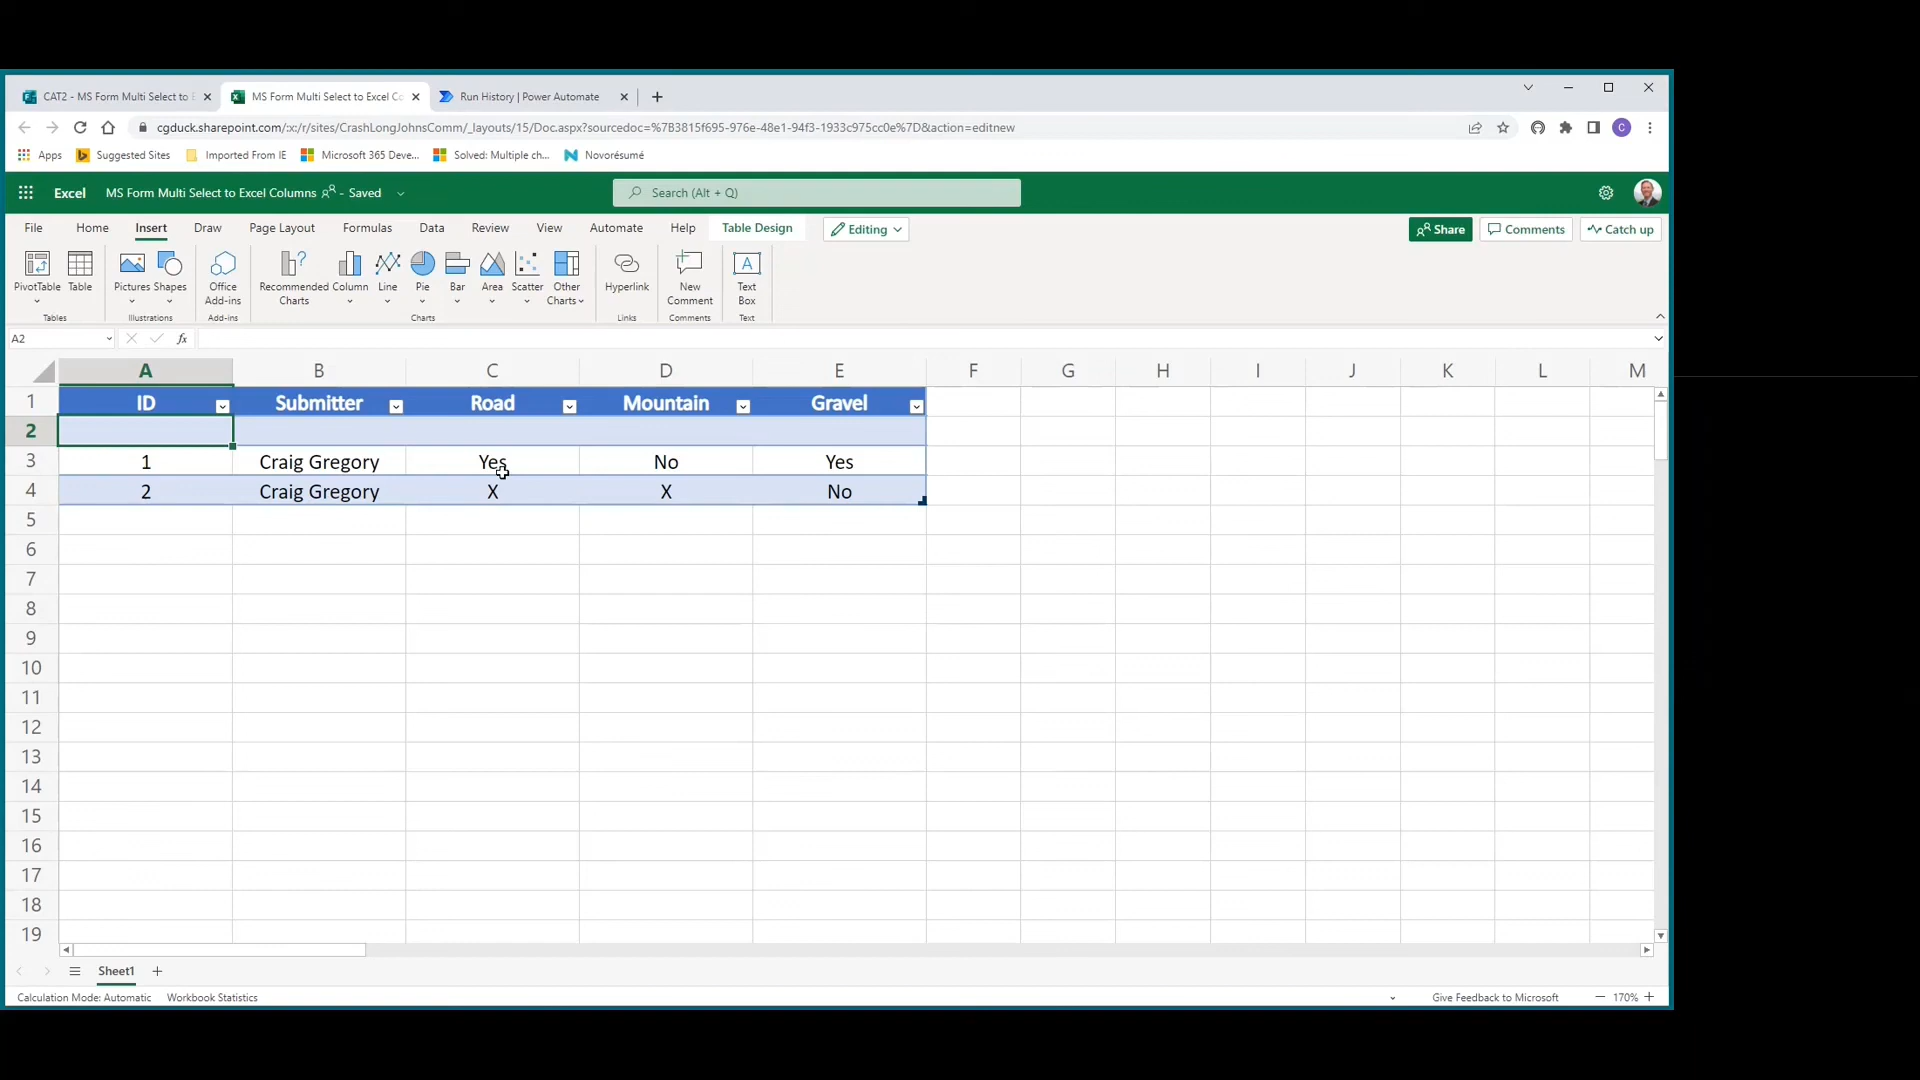 CAT2 - MS Form Multi Select to E
MS Form Multi Select to Excel Co
Run History | Power Automate
cgduck.sharepoint.com/:x:/r/sites/CrashLongJohnsComm/_layouts/15/Doc.aspx?sourcedoc=%7B3815f695-976e-48e1-94f3-1933c975cc0e%7D&action=editnew
C
Apps Suggested Sites Imported From IE Microsoft 365 Deve... Solved: Multiple ch... Novorésumé
Excel MS Form Multi Select to Excel Columns - Saved
Search (Alt + Q)
File Home Insert Draw Page Layout Formulas Data Review View Automate Help Table Design Editing
Share Comments Catch up
PivotTable Table Pictures Shapes Office Add-ins Recommended Charts Column Line Pie Bar Area Scatter Other Charts Hyperlink New Comment Text Box
Tables Illustrations Add-ins Charts Links Comments Text
A2 fx
A B C D E F G H I J K L M
1 ID Submitter Road Mountain Gravel
2
3 1 Craig Gregory Yes No Yes
4 2 Craig Gregory X X No
5
6
7
8
9
10
11
12
13
14
15
16
17
18
19
Sheet1
Calculation Mode: Automatic Workbook Statistics
Give Feedback to Microsoft 170%